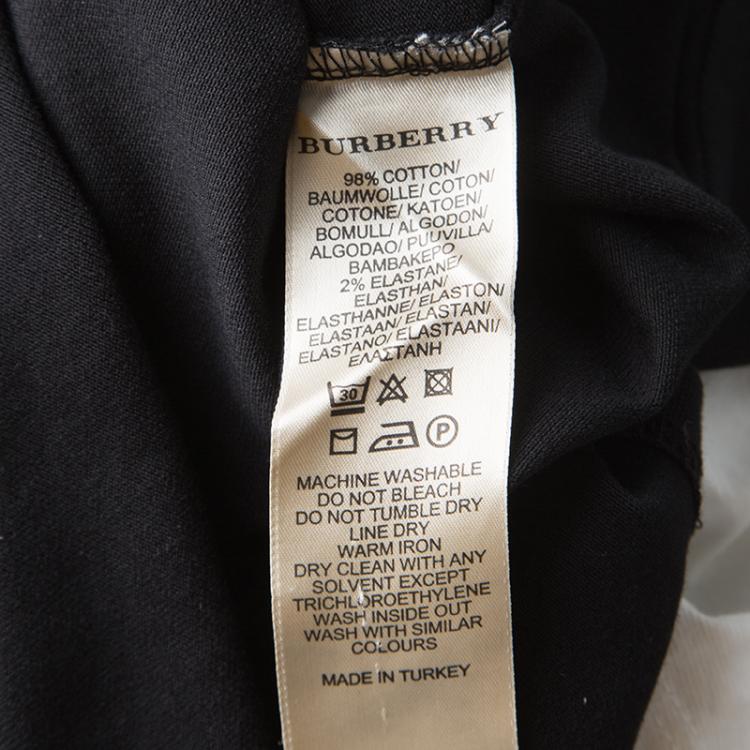 BURBERRY
98% COTTON/
BAUMWOLLE/ COTON/
COTONE/ KATOEN/
BOMULL/ ALGODON/
ALGODAO/ PUUVILLA/
BAMBAKEPO
2% ELASTANE/
ELASTHAN/
ELASTHANNE/ ELASTON/
ELASTAAN/ ELASTAN/
ELASTANO/ ELASTAANI/
ΕΛΑΣΤΑΝΗ
30
P
MACHINE WASHABLE
DO NOT BLEACH
DO NOT TUMBLE DRY
LINE DRY
WARM IRON
DRY CLEAN WITH ANY
SOLVENT EXCEPT
TRICHLOROETHYLENE
WASH INSIDE OUT
WASH WITH SIMILAR
COLOURS
MADE IN TURKEY